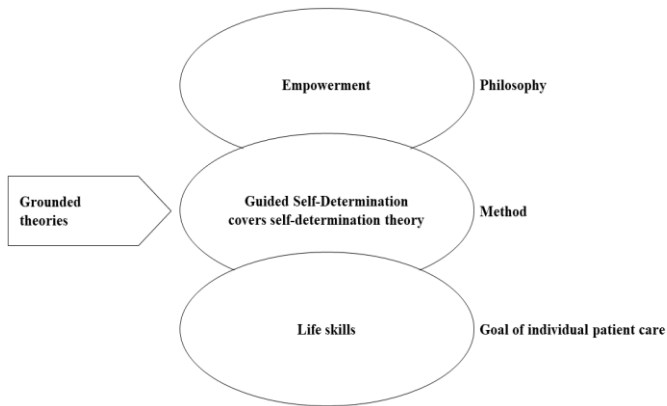 Empowerment
Philosophy
Grounded
theories
Guided Self-Determination
covers self-determination theory
Method
Life skills
Goal of individual patient care